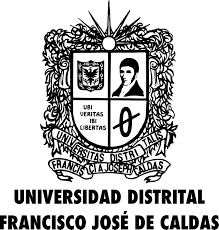 UBI
VERITAS
IBI
LIBERTAS
UNIVERSIDAD DISTRITAL
FRANCISCO JOSÉ DE CALDAS